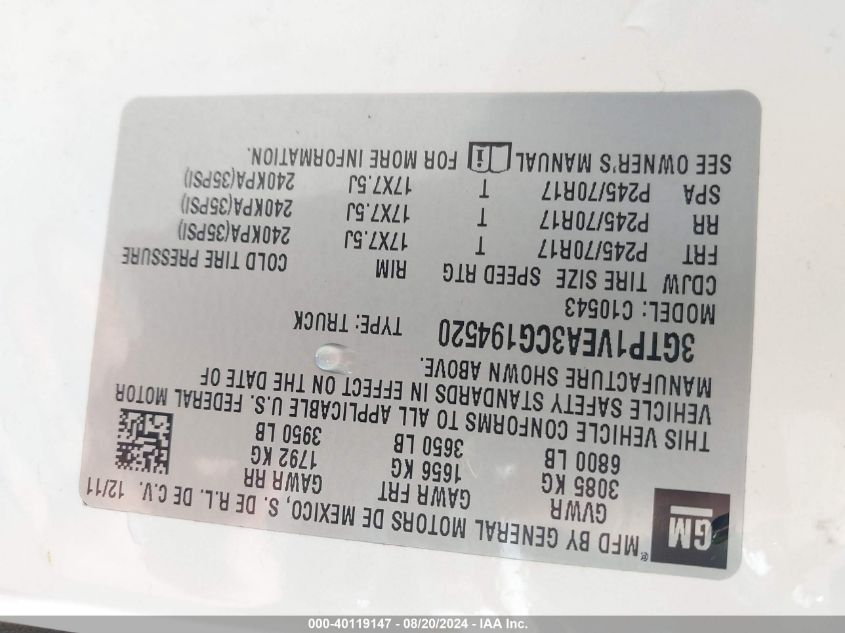 GM
MFD BY GENERAL MOTORS DE MEXICO, S. DE R.L. DE C.V. 12/11
GVWR GAWR FRT GAWR RR
3085 KG 1656 KG 1792 KG
6800 LB 3650 LB 3950 LB
THIS VEHICLE CONFORMS TO ALL APPLICABLE U.S. FEDERAL MOTOR
VEHICLE SAFETY STANDARDS IN EFFECT ON THE DATE OF
MANUFACTURE SHOWN ABOVE.
3GTP1VEA3CG194520 TYPE: TRUCK
MODEL: C10543
CDJW TIRE SIZE SPEED RTG RIM COLD TIRE PRESSURE
FRT P245/70R17 T 17X7.5J 240KPA(35PSI)
RR P245/70R17 T 17X7.5J 240KPA(35PSI)
SPA P245/70R17 T 17X7.5J 240KPA(35PSI)
SEE OWNER'S MANUAL FOR MORE INFORMATION.
000-40119147 - 08/20/2024 - IAA Inc.